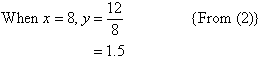 When x = 8, y = 12/8 {From (2)}
= 1.5